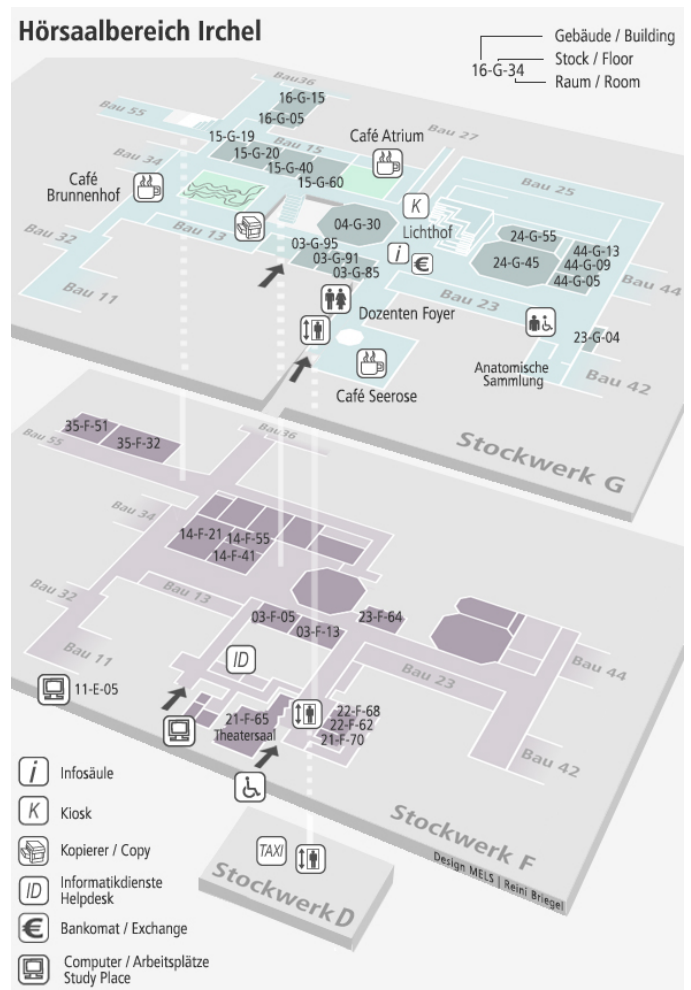 Hörsaalbereich Irchel
Gebäude / Building
Stock / Floor
16-G-34
Raum / Room
Bau36
16-G-15
Bau 55
16-G-05
15-G-19
Bau 15
Café Atrium
Bau 27
15-G-20
Bau 34
15-G-40
15-G-60
Bau 25
Café
Brunnenhof
K
04-G-30
Lichthof
24-G-55
Bau 32
Bau 13
03-G-95
i
€
24-G-45
44-G-13
03-G-91
44-G-09
03-G-85
44-G-05
Bau 44
Bau 11
Bau 23
Dozenten Foyer
23-G-04
Anatomische
Sammlung
Bau 42
Café Seerose
Stockwerk G
35-F-51
35-F-32
Bau 55
Bau36
Bau 34
14-F-21
14-F-55
14-F-41
Bau 32
Bau 13
03-F-05
23-F-64
03-F-13
Bau 11
ID
Bau 23
Bau 44
11-E-05
21-F-65
Theatersaal
22-F-68
22-F-62
21-F-70
Bau 42
Stockwerk F
Design MELS | Reini Briegel
TAXI
Stockwerk D
i
Infosäule
K
Kiosk
Kopierer / Copy
ID
Informatikdienste
Helpdesk
€
Bankomat / Exchange
Computer / Arbeitsplätze
Study Place